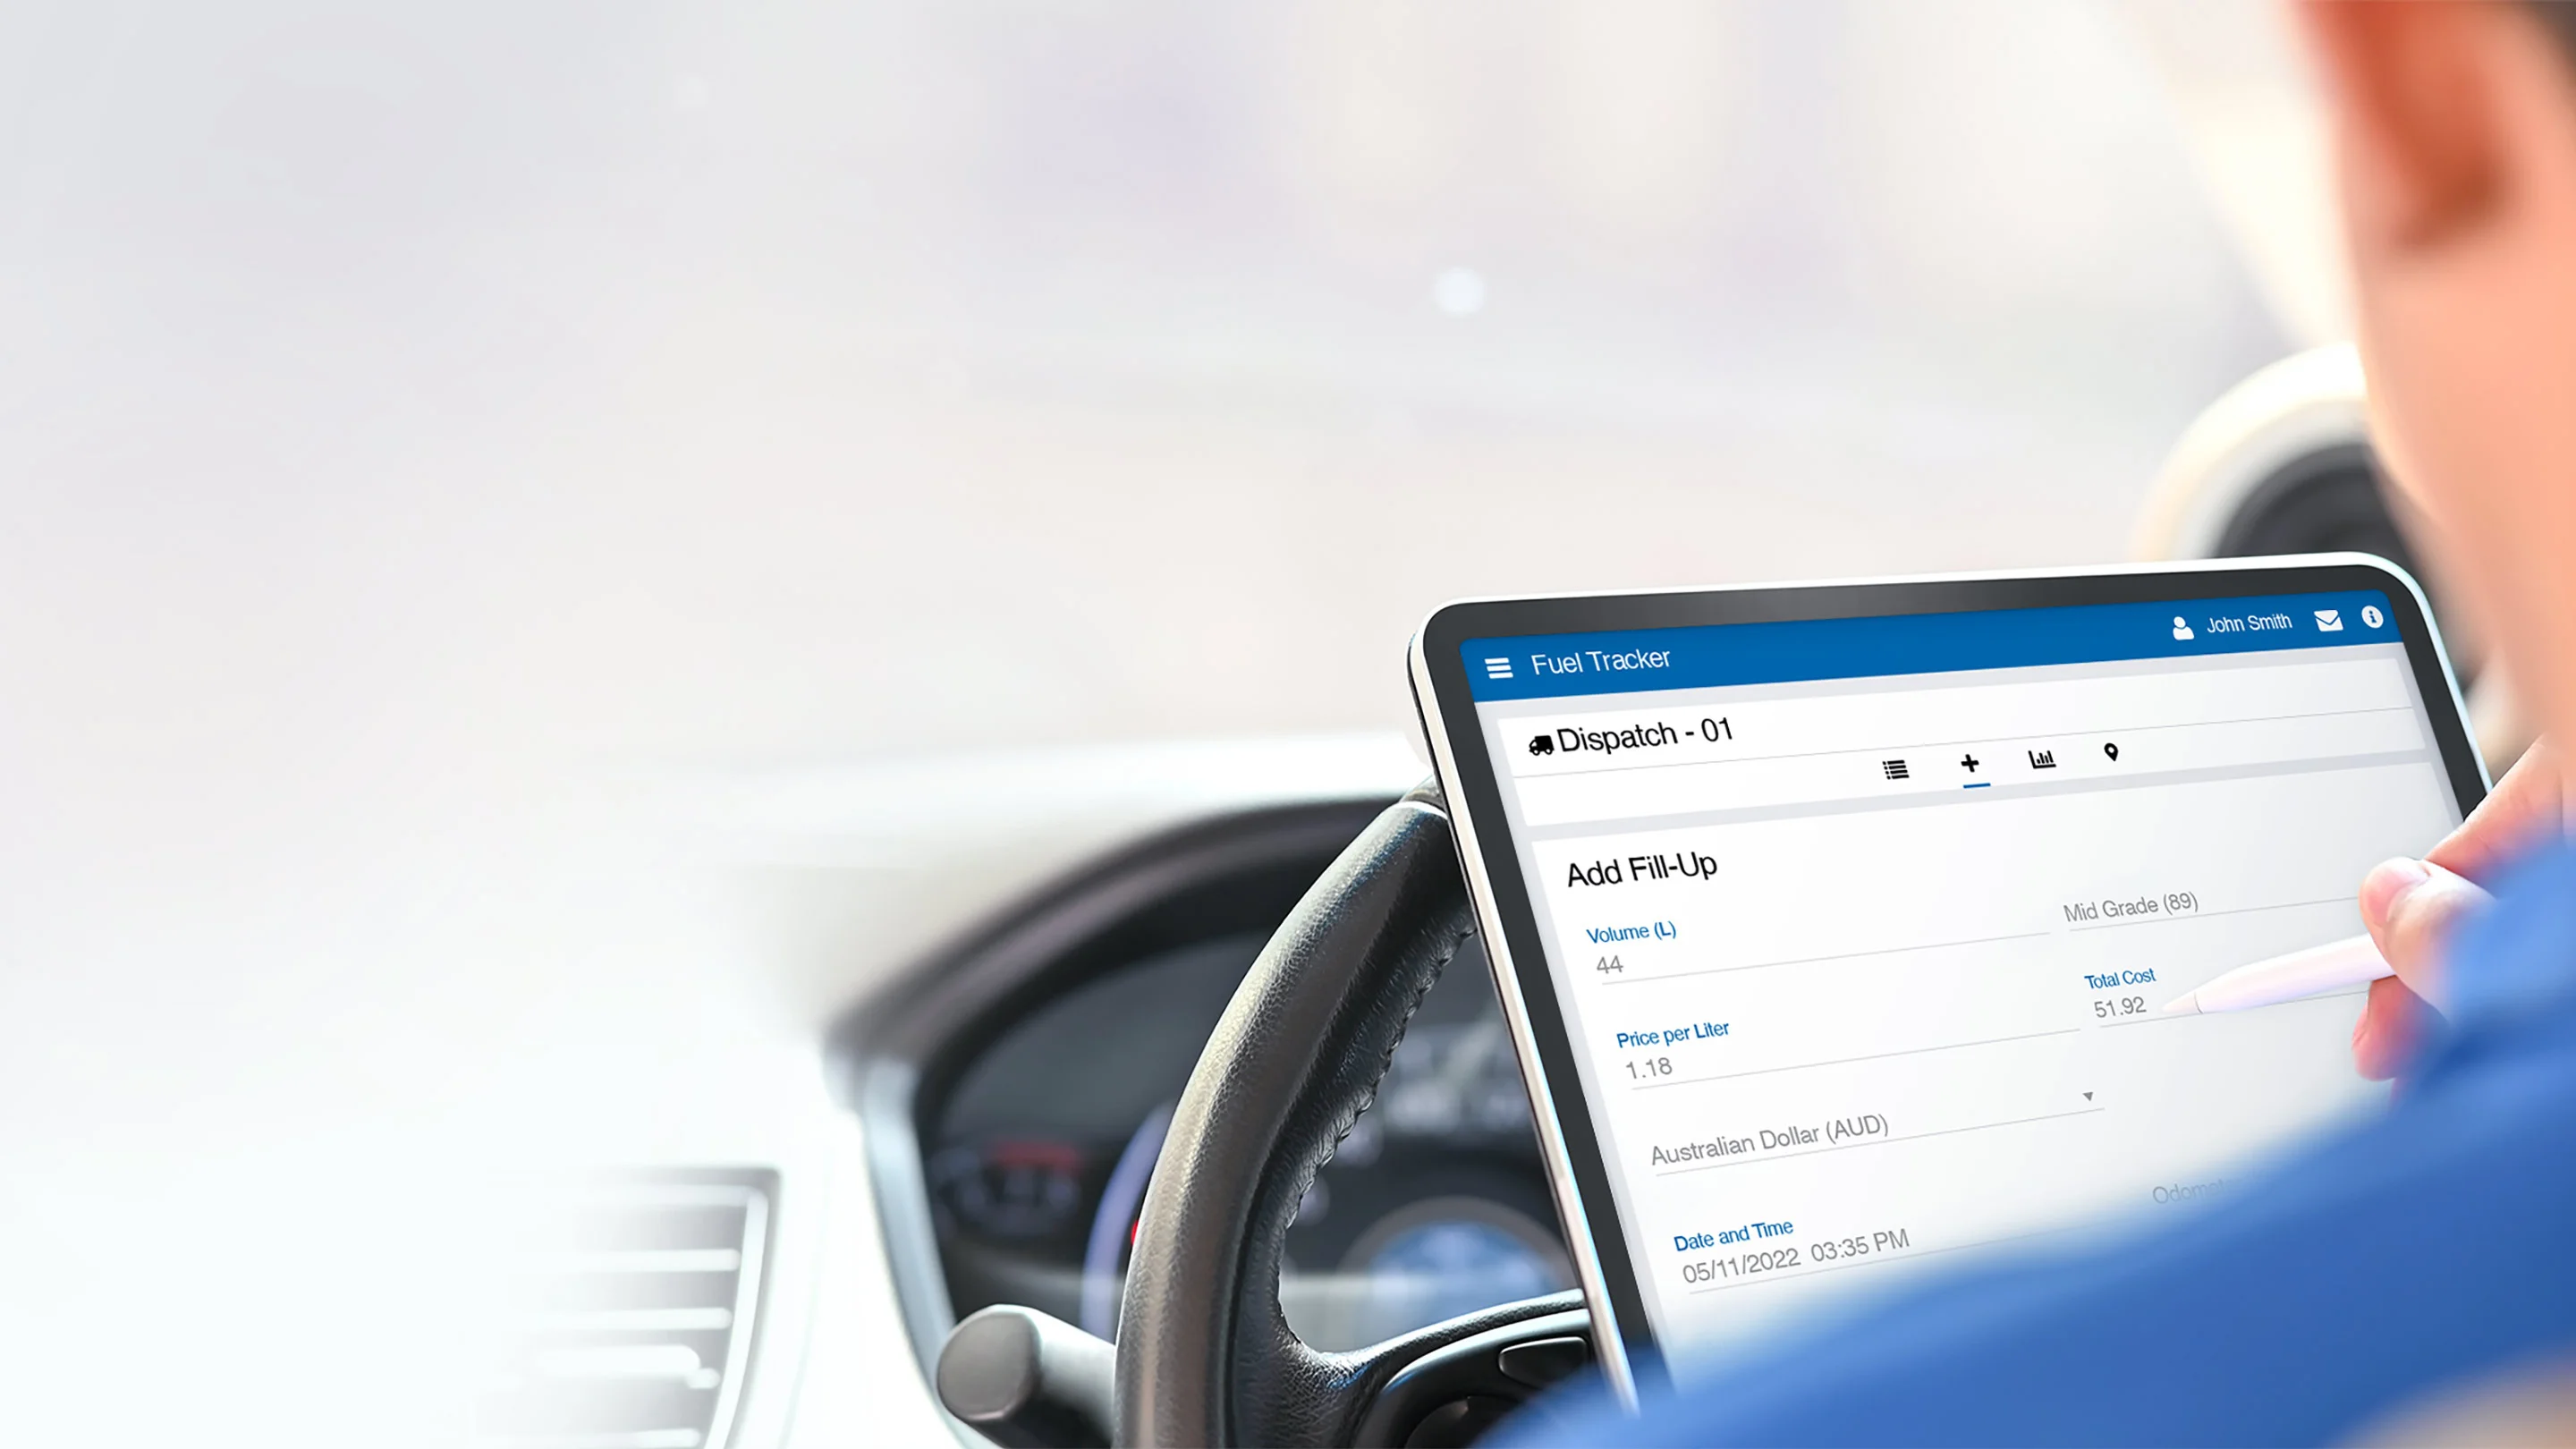 Fuel Tracker
John Smith
Dispatch - 01
Add Fill-Up
Volume (L)
44
Mid Grade (89)
Price per Liter
1.18
Total Cost
51.92
Australian Dollar (AUD)
Date and Time
05/11/2022 03:35 PM